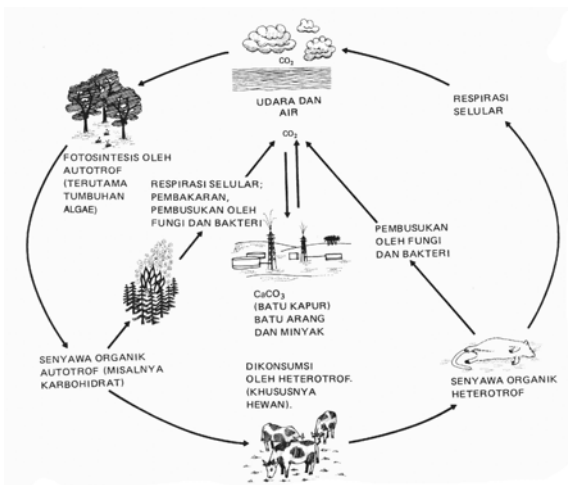 CO2
UDARA DAN
AIR
CO2
RESPIRASI
SELULAR
FOTOSINTESIS OLEH
AUTOTROF
(TERUTAMA
TUMBUHAN
ALGAE)
RESPIRASI SELULAR;
PEMBAKARAN,
PEMBUSUKAN OLEH
FUNGI DAN BAKTERI
PEMBUSUKAN
OLEH FUNGI
DAN BAKTERI
CaCO3
(BATU KAPUR)
BATU ARANG
DAN MINYAK
SENYAWA ORGANIK
AUTOTROF (MISALNYA
KARBOHIDRAT)
DIKONSUMSI
OLEH HETEROTROF.
(KHUSUSNYA
HEWAN).
SENYAWA ORGANIK
HETEROTROF